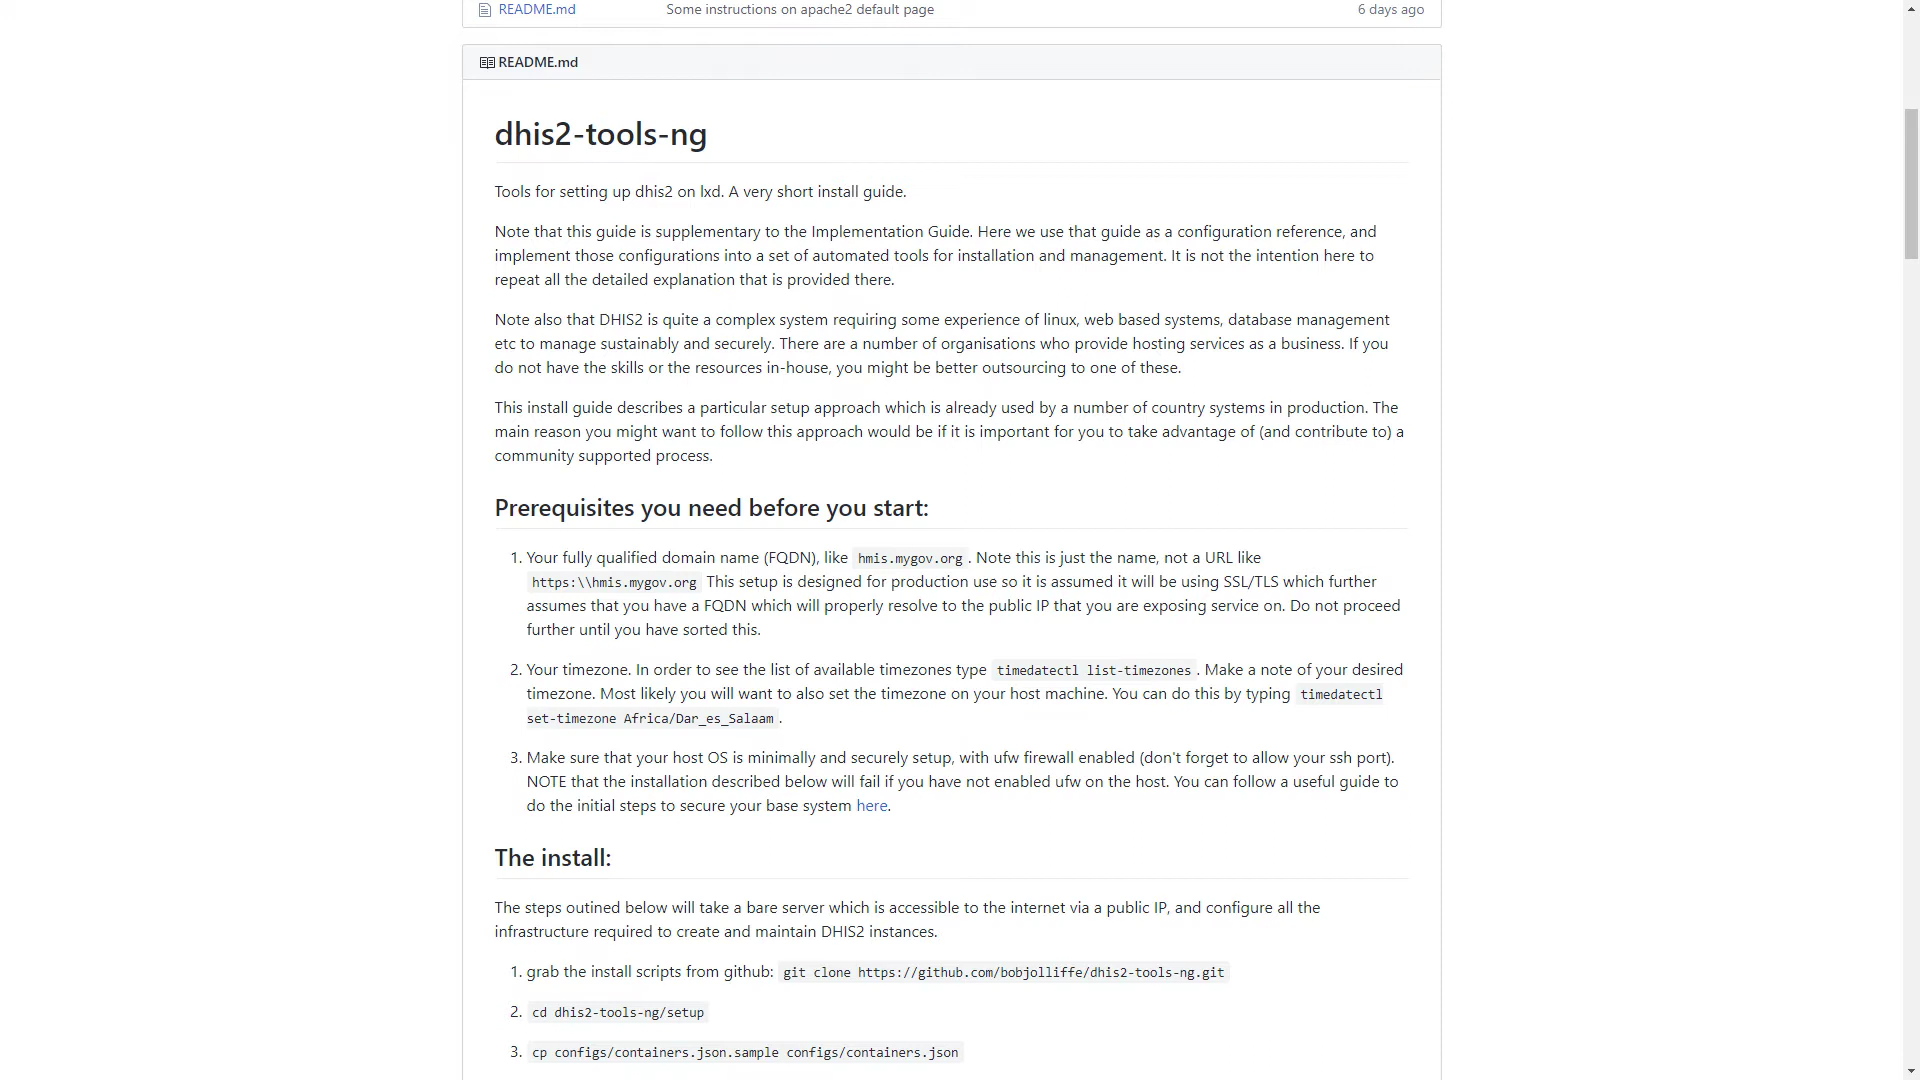 README.md Some instructions on apache2 default page 6 days ago
README.md
dhis2-tools-ng
Tools for setting up dhis2 on lxd. A very short install guide.
Note that this guide is supplementary to the Implementation Guide. Here we use that guide as a configuration reference, and
implement those configurations into a set of automated tools for installation and management. It is not the intention here to
repeat all the detailed explanation that is provided there.
Note also that DHIS2 is quite a complex system requiring some experience of linux, web based systems, database management
etc to manage sustainably and securely. There are a number of organisations who provide hosting services as a business. If you
do not have the skills or the resources in-house, you might be better outsourcing to one of these.
This install guide describes a particular setup approach which is already used by a number of country systems in production. The
main reason you might want to follow this approach would be if it is important for you to take advantage of (and contribute to) a
community supported process.
Prerequisites you need before you start:
1. Your fully qualified domain name (FQDN), like hmis.mygov.org. Note this is just the name, not a URL like
https:\\hmis.mygov.org This setup is designed for production use so it is assumed it will be using SSL/TLS which further
assumes that you have a FQDN which will properly resolve to the public IP that you are exposing service on. Do not proceed
further until you have sorted this.
2. Your timezone. In order to see the list of available timezones type timedatectl list-timezones. Make a note of your desired
timezone. Most likely you will want to also set the timezone on your host machine. You can do this by typing timedatectl
set-timezone Africa/Dar_es_Salaam.
3. Make sure that your host OS is minimally and securely setup, with ufw firewall enabled (don't forget to allow your ssh port).
NOTE that the installation described below will fail if you have not enabled ufw on the host. You can follow a useful guide to
do the initial steps to secure your base system here.
The install:
The steps outined below will take a bare server which is accessible to the internet via a public IP, and configure all the
infrastructure required to create and maintain DHIS2 instances.
1. grab the install scripts from github: git clone https://github.com/bobjolliffe/dhis2-tools-ng.git
2. cd dhis2-tools-ng/setup
3. cp configs/containers.json.sample configs/containers.json